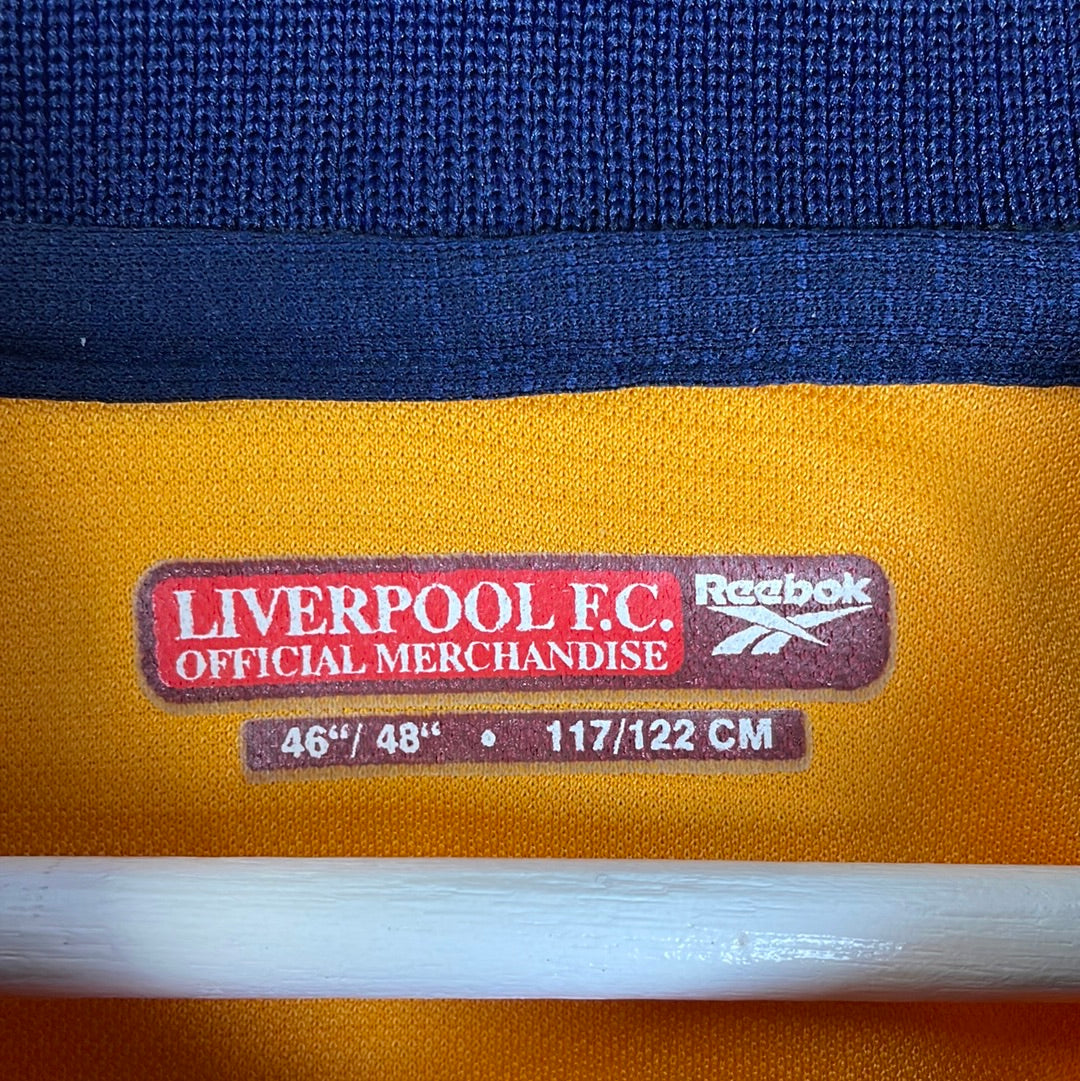 LIVERPOOL F.C.
OFFICIAL MERCHANDISE
Reebok
46“/ 48“ • 117/122 CM